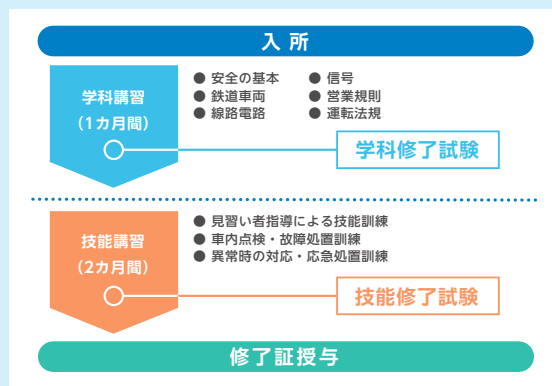 入所
学科講習
(1カ月間)
● 安全の基本
● 鉄道車両
● 線路電路
● 信号
● 営業規則
● 運転法規
学科修了試験
技能講習
(2カ月間)
● 見習い者指導による技能訓練
● 車内点検・故障処置訓練
● 異常時の対応・応急処置訓練
技能修了試験
修了証授与